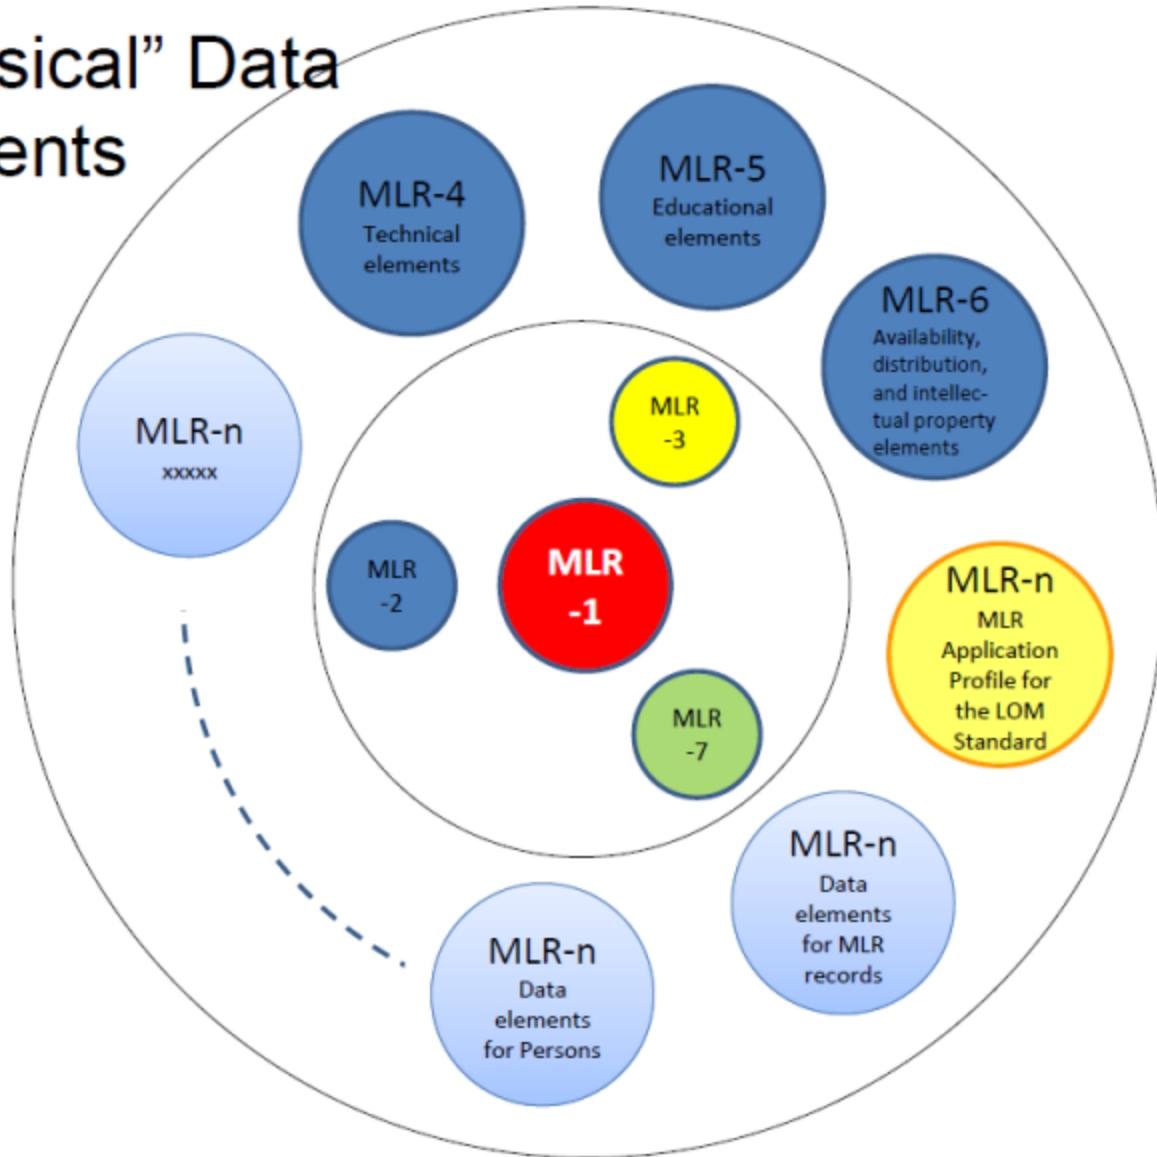 sical” Data
ents
MLR-4
Technical
elements
MLR-5
Educational
elements
MLR-6
Availability,
distribution,
and intellec-
tual property
elements
MLR-n
xxxxx
MLR
-3
MLR
-2
MLR
-1
MLR
-7
MLR-n
MLR
Application
Profile for
the LOM
Standard
MLR-n
Data
elements
for MLR
records
MLR-n
Data
elements
for Persons